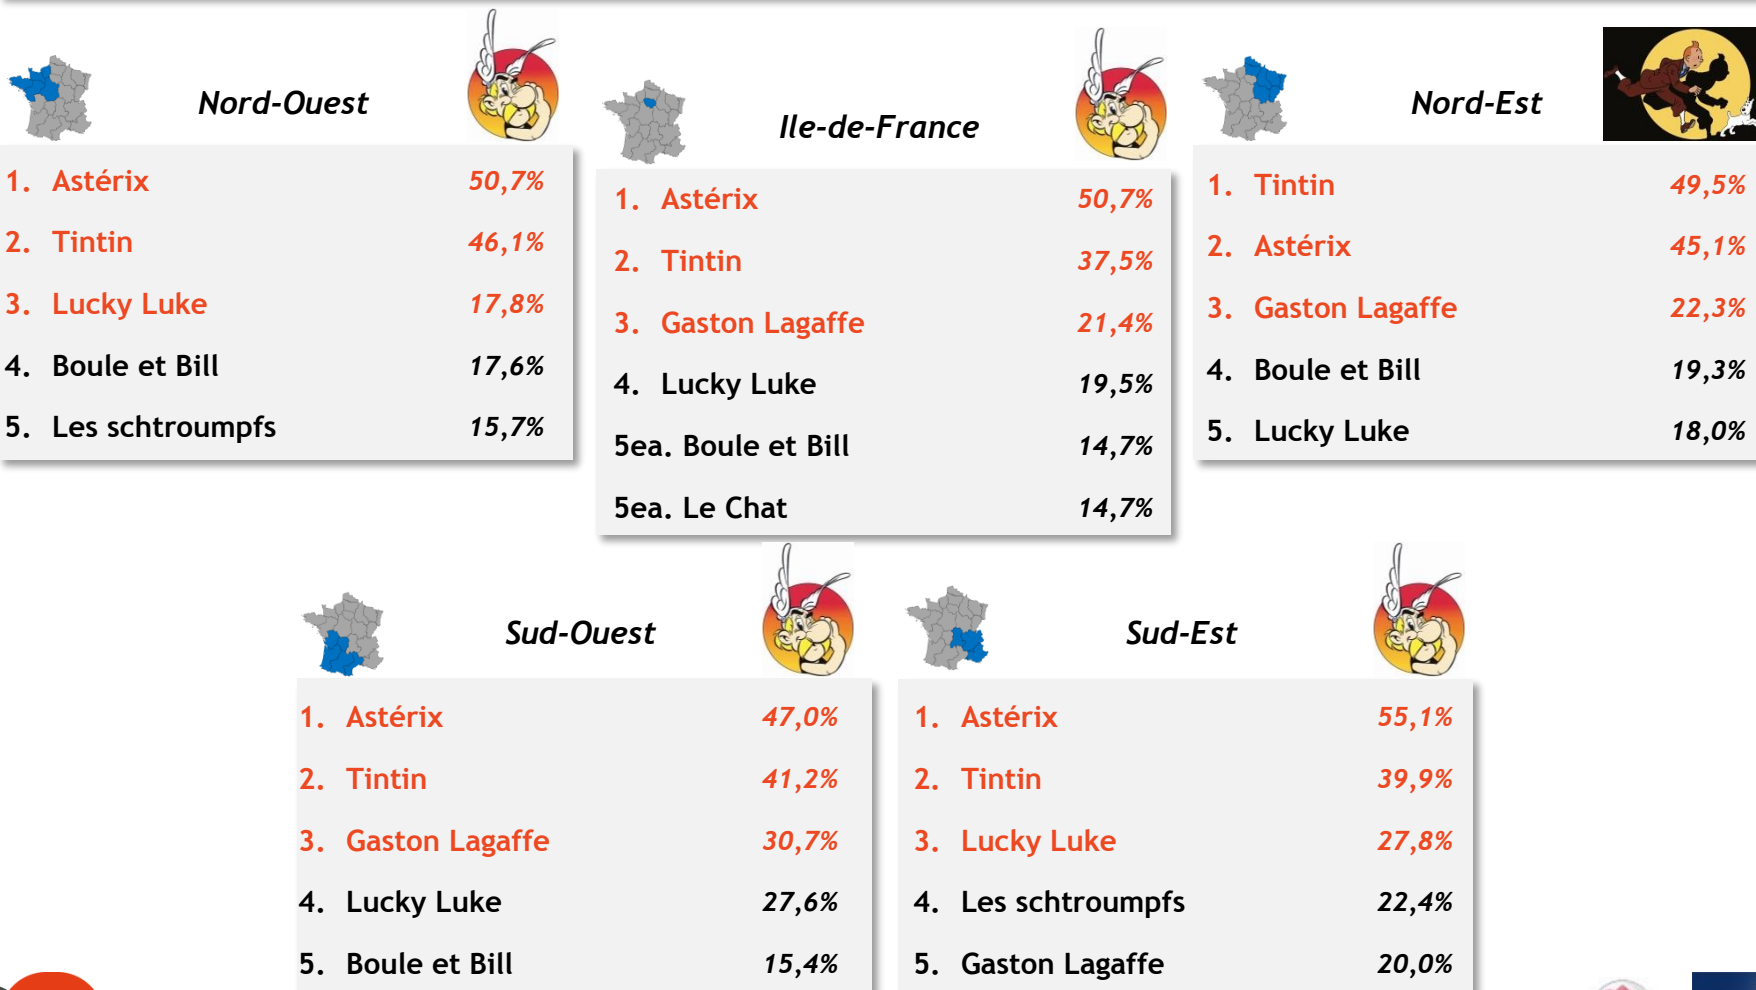 Nord-Ouest
1. Astérix 50,7%
2. Tintin 46,1%
3. Lucky Luke 17,8%
4. Boule et Bill 17,6%
5. Les schtroumpfs 15,7%
Ile-de-France
1. Astérix 50,7%
2. Tintin 37,5%
3. Gaston Lagaffe 21,4%
4. Lucky Luke 19,5%
5ea. Boule et Bill 14,7%
5ea. Le Chat 14,7%
Nord-Est
1. Tintin 49,5%
2. Astérix 45,1%
3. Gaston Lagaffe 22,3%
4. Boule et Bill 19,3%
5. Lucky Luke 18,0%
Sud-Ouest
1. Astérix 47,0%
2. Tintin 41,2%
3. Gaston Lagaffe 30,7%
4. Lucky Luke 27,6%
5. Boule et Bill 15,4%
Sud-Est
1. Astérix 55,1%
2. Tintin 39,9%
3. Lucky Luke 27,8%
4. Les schtroumpfs 22,4%
5. Gaston Lagaffe 20,0%